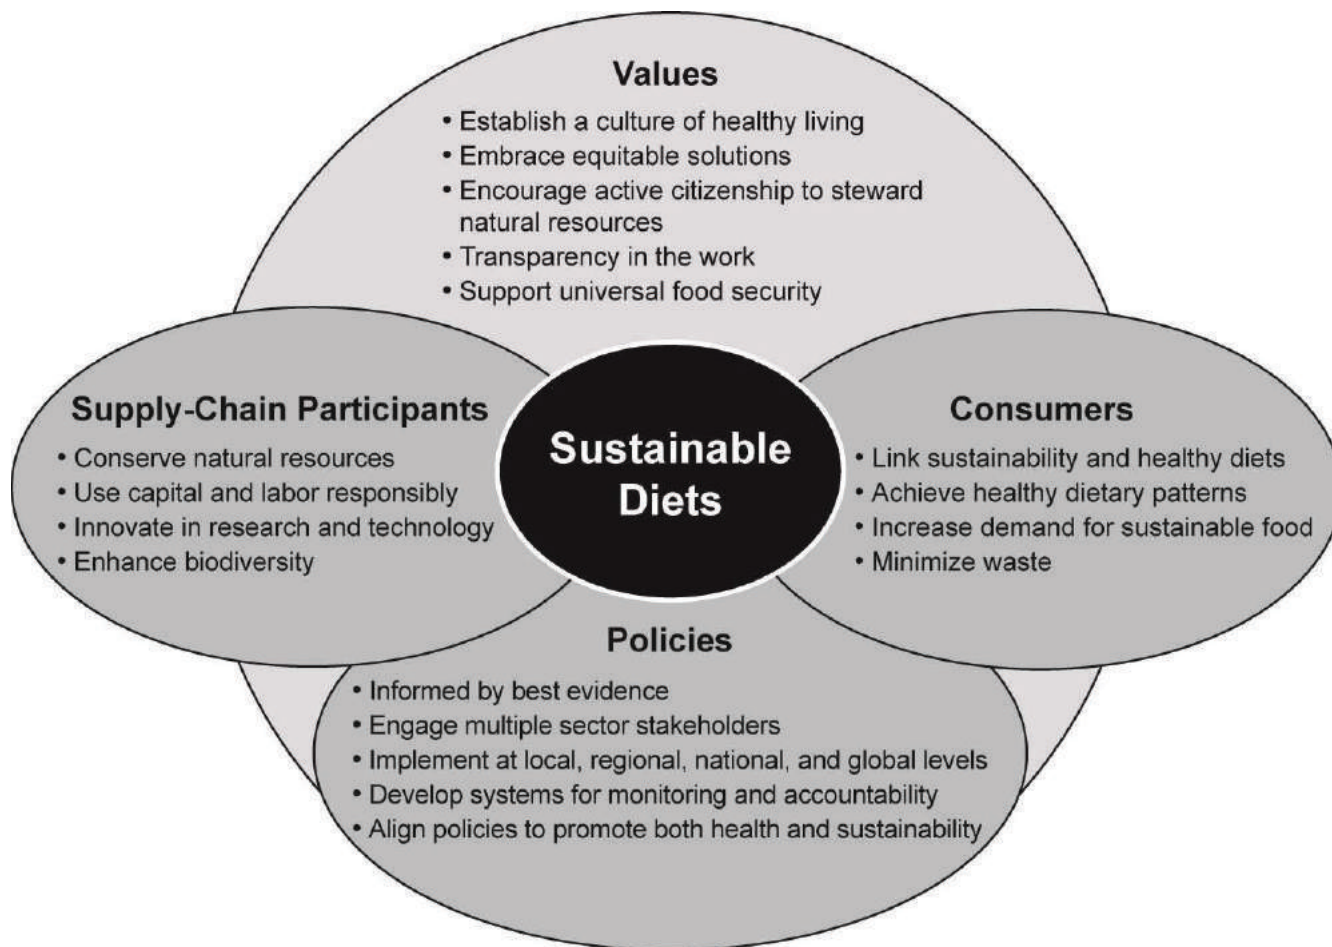 Values
• Establish a culture of healthy living
• Embrace equitable solutions
• Encourage active citizenship to steward
natural resources
• Transparency in the work
• Support universal food security
Supply-Chain Participants
• Conserve natural resources
• Use capital and labor responsibly
• Innovate in research and technology
• Enhance biodiversity
Sustainable
Diets
Consumers
• Link sustainability and healthy diets
• Achieve healthy dietary patterns
• Increase demand for sustainable food
• Minimize waste
Policies
• Informed by best evidence
• Engage multiple sector stakeholders
• Implement at local, regional, national, and global levels
• Develop systems for monitoring and accountability
• Align policies to promote both health and sustainability